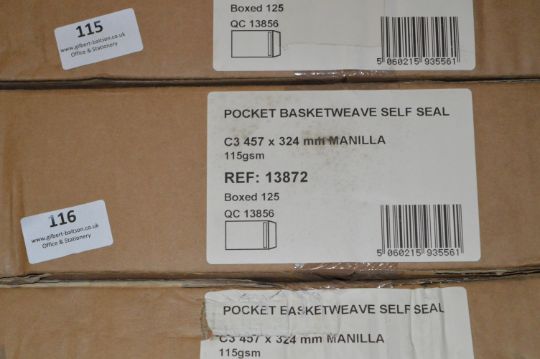 115
www.gilbert-baitson.co.uk
Office & Stationery
Boxed 125
QC 13856
5 060215 935561
POCKET BASKETWEAVE SELF SEAL
C3 457 x 324 mm MANILLA
115gsm
REF: 13872
Boxed 125
QC 13856
5 060215 935561
116
www.gilbert-baitson.co.uk
Office & Stationery
POCKET BASKETWEAVE SELF SEAL
C3 457 x 324 mm MANILLA
115gsm